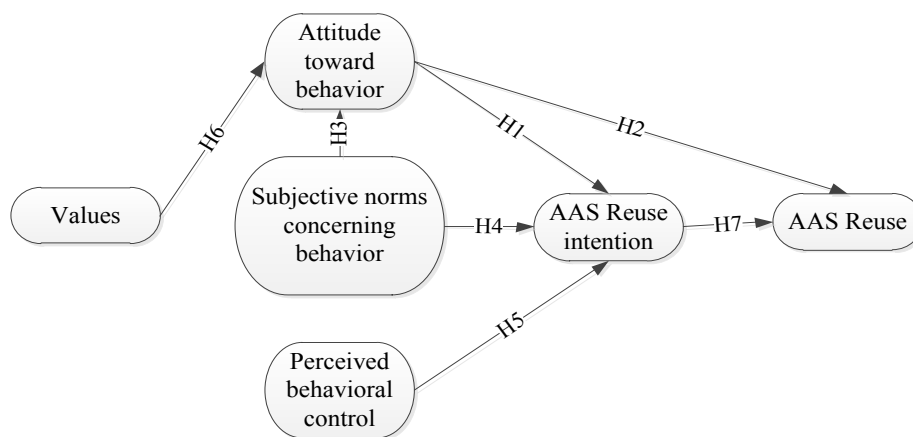 Attitude
toward
behavior
H1
H2
H6
H3
Values
Subjective norms
concerning
behavior
H4
AAS Reuse
intention
H7
AAS Reuse
H5
Perceived
behavioral
control